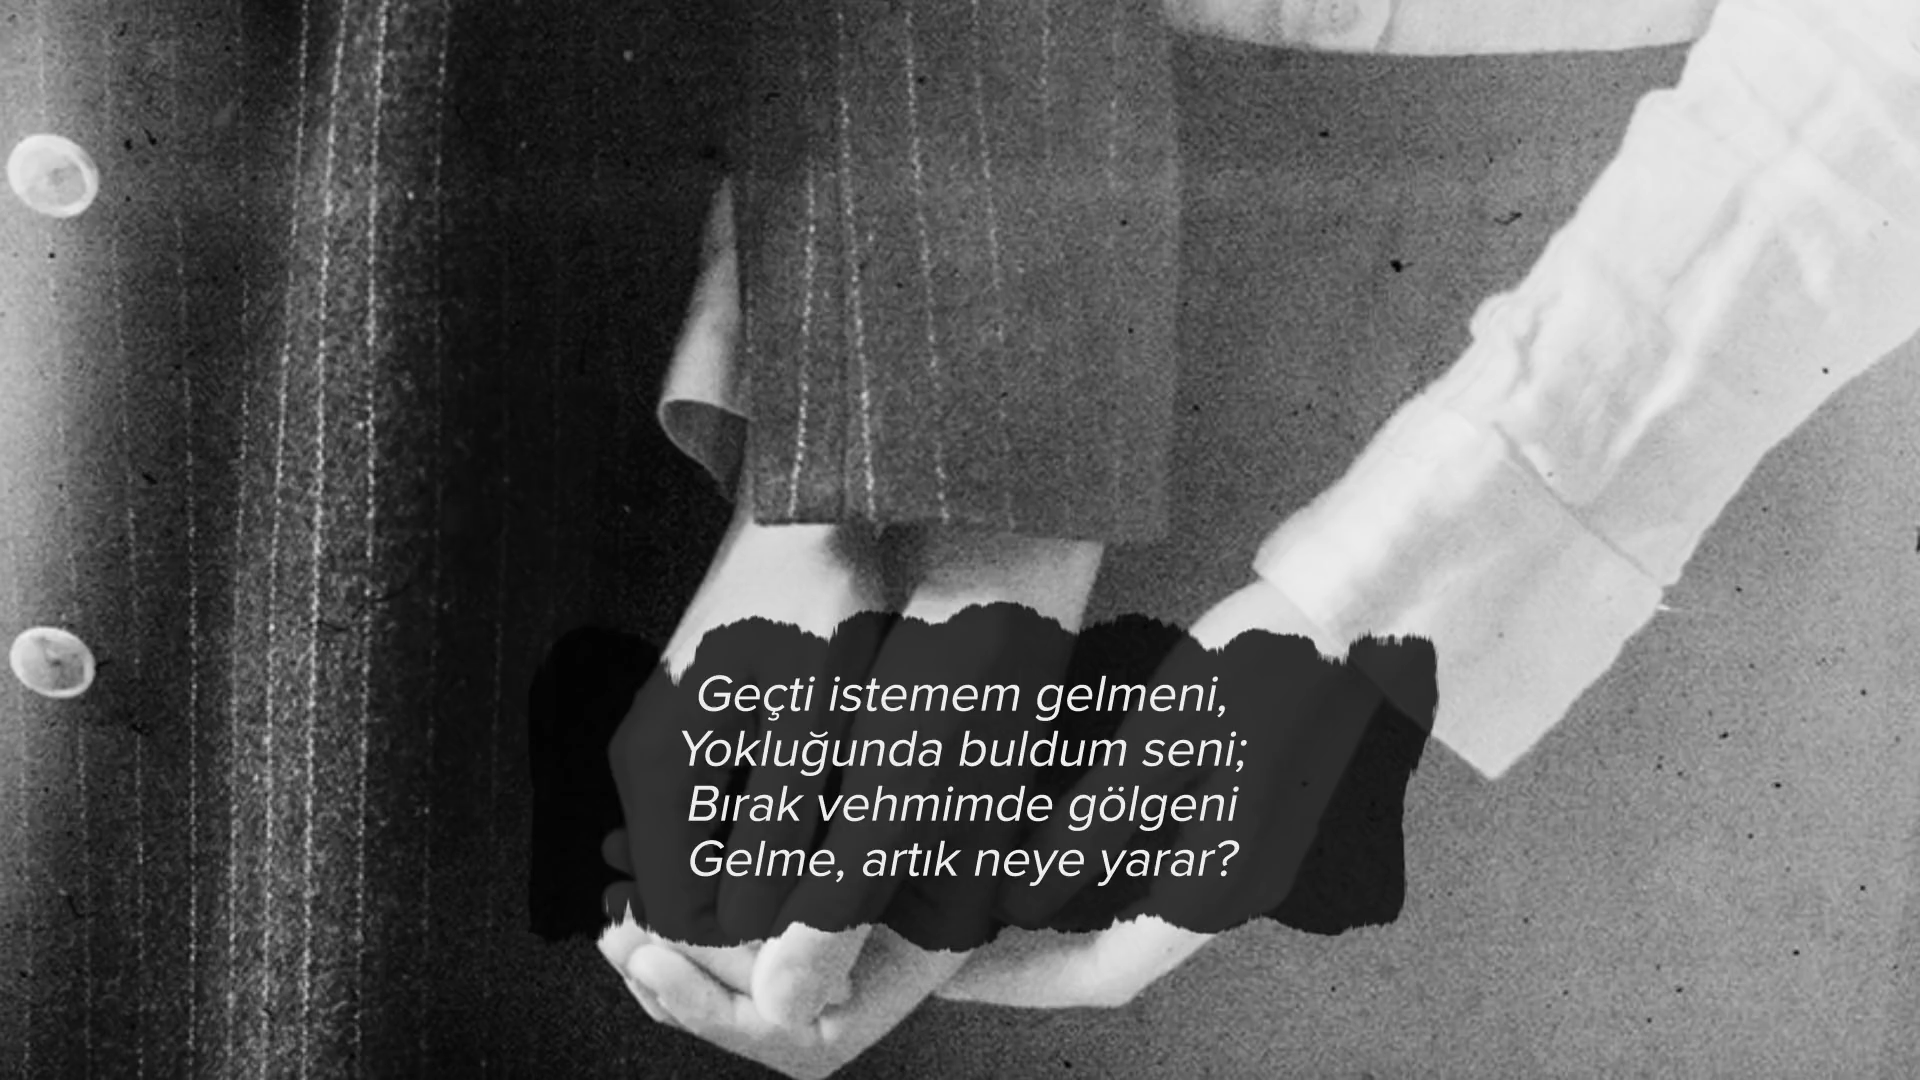 Geçti istemem gelmeni,
Yokluğunda buldum seni;
Bırak vehmimde gölgeni
Gelme, artık neye yarar?